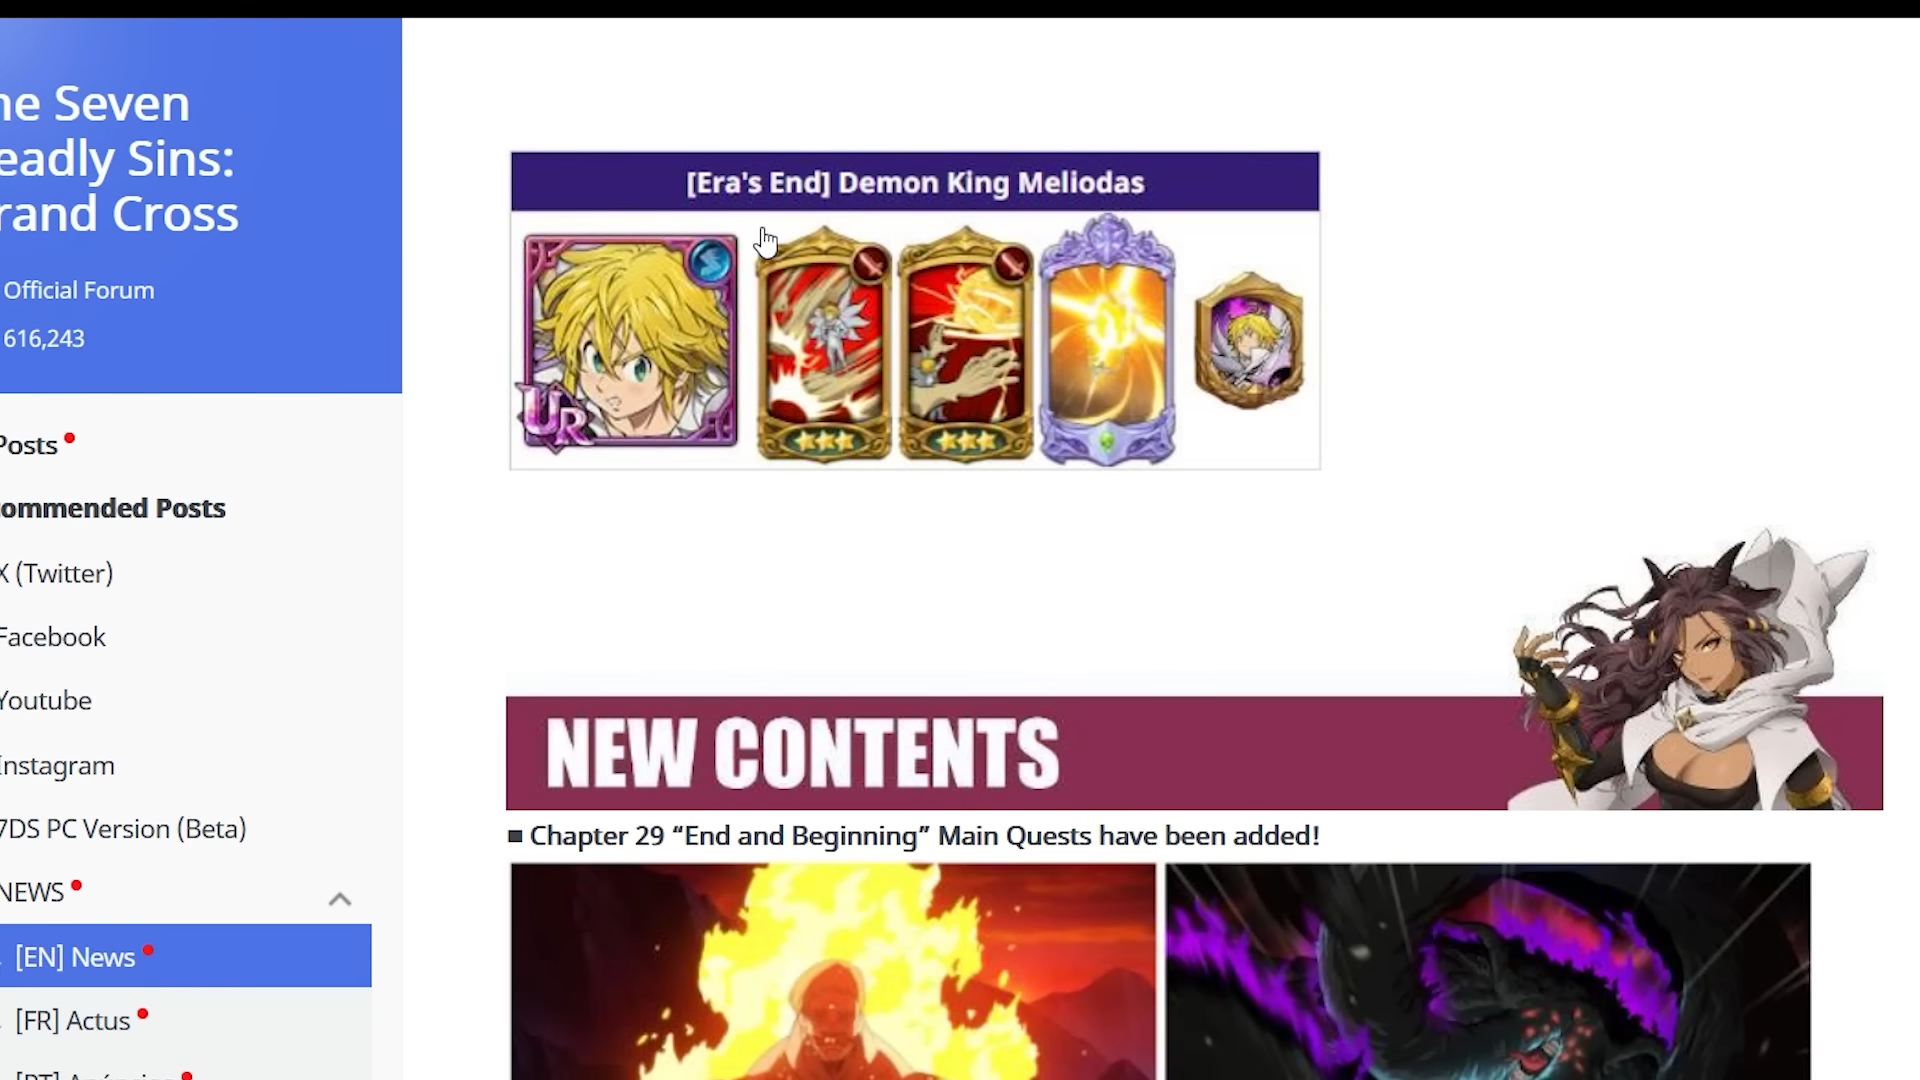 he Seven
eadly Sins:
rand Cross
Official Forum
616,243
Posts
ommended Posts
X (Twitter)
Facebook
Youtube
Instagram
7DS PC Version (Beta)
NEWS
[EN] News
[FR] Actus
[Era's End] Demon King Meliodas
UR
NEW CONTENTS
■ Chapter 29 “End and Beginning” Main Quests have been added!